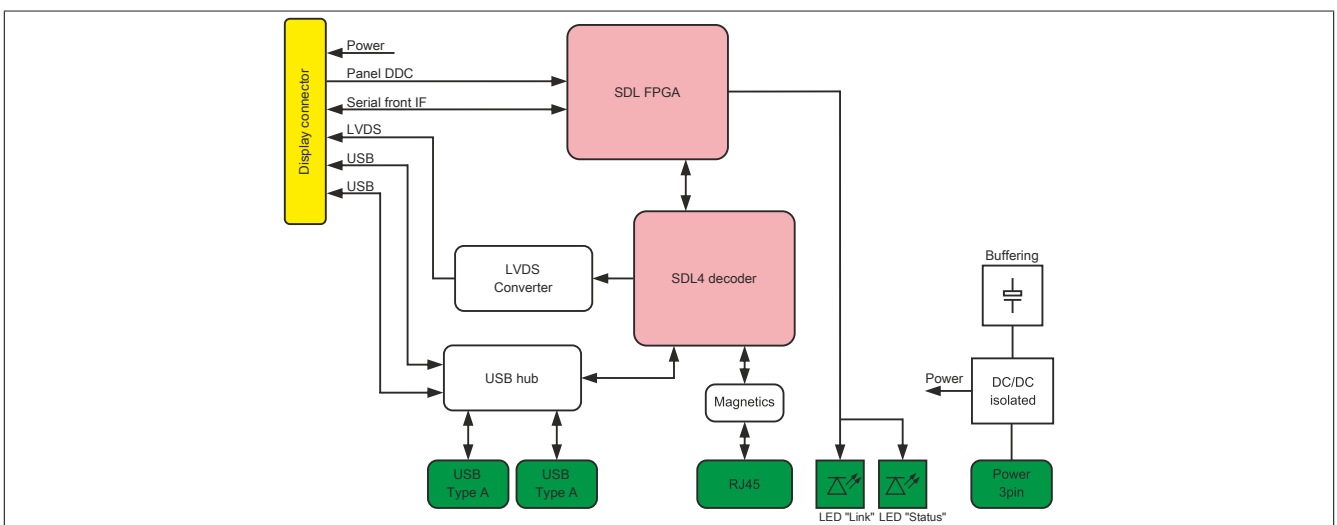 Display connector
Power
Panel DDC
Serial front IF
LVDS
USB
USB
SDL FPGA
LVDS
Converter
SDL4 decoder
USB hub
Magnetics
USB
Type A
USB
Type A
RJ45
LED "Link"
LED "Status"
Buffering
Power
DC/DC
isolated
Power
3pin